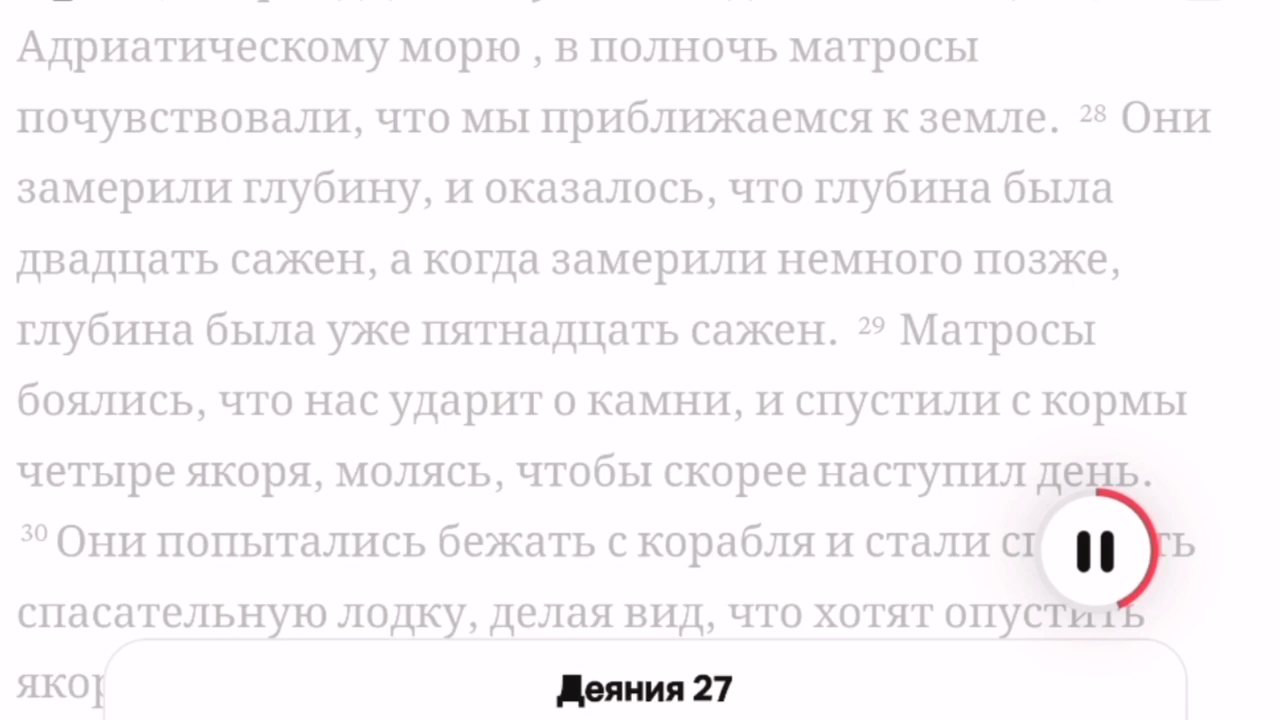 Адриатическому морю , в полночь матросы
почувствовали, что мы приближаемся к земле. 28 Они
замерили глубину, и оказалось, что глубина была
двадцать сажен, а когда замерили немного позже,
глубина была уже пятнадцать сажен. 29 Матросы
боялись, что нас ударит о камни, и спустили с кормы
четыре якоря, молясь, чтобы скорее наступил день.
30 Они попытались бежать с корабля и стали
спасательную лодку, делая вид, что хотят опустить
Деяния 27